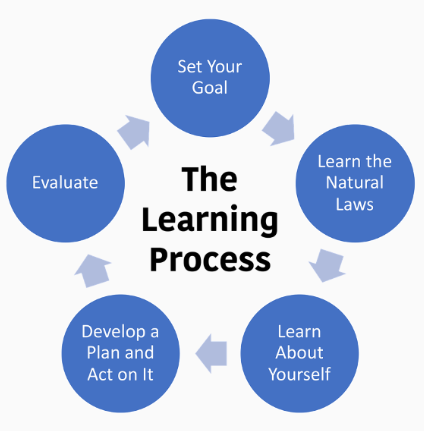 Set Your
Goal
Learn the
Natural
Laws
Learn
About
Yourself
Develop a
Plan and
Act on It
Evaluate
The
Learning
Process